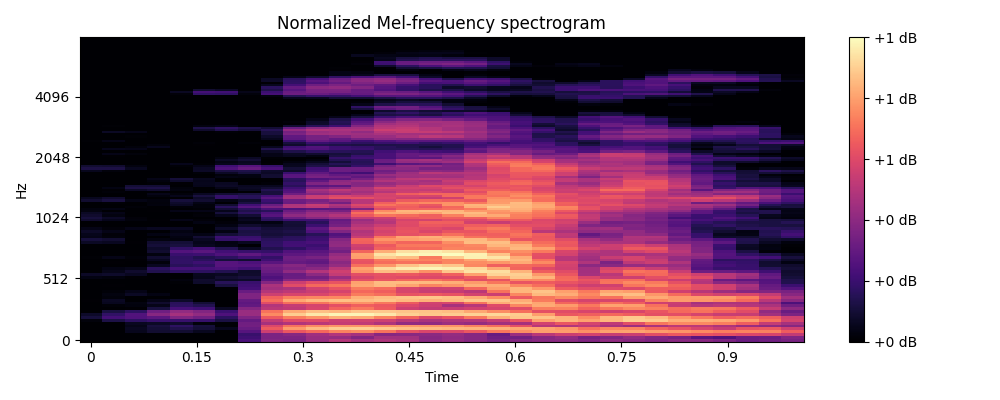 Normalized Mel-frequency spectrogram
Hz
4096
2048
1024
512
0
0 0.15 0.3 0.45 0.6 0.75 0.9
Time
+1 dB
+1 dB
+1 dB
+0 dB
+0 dB
+0 dB